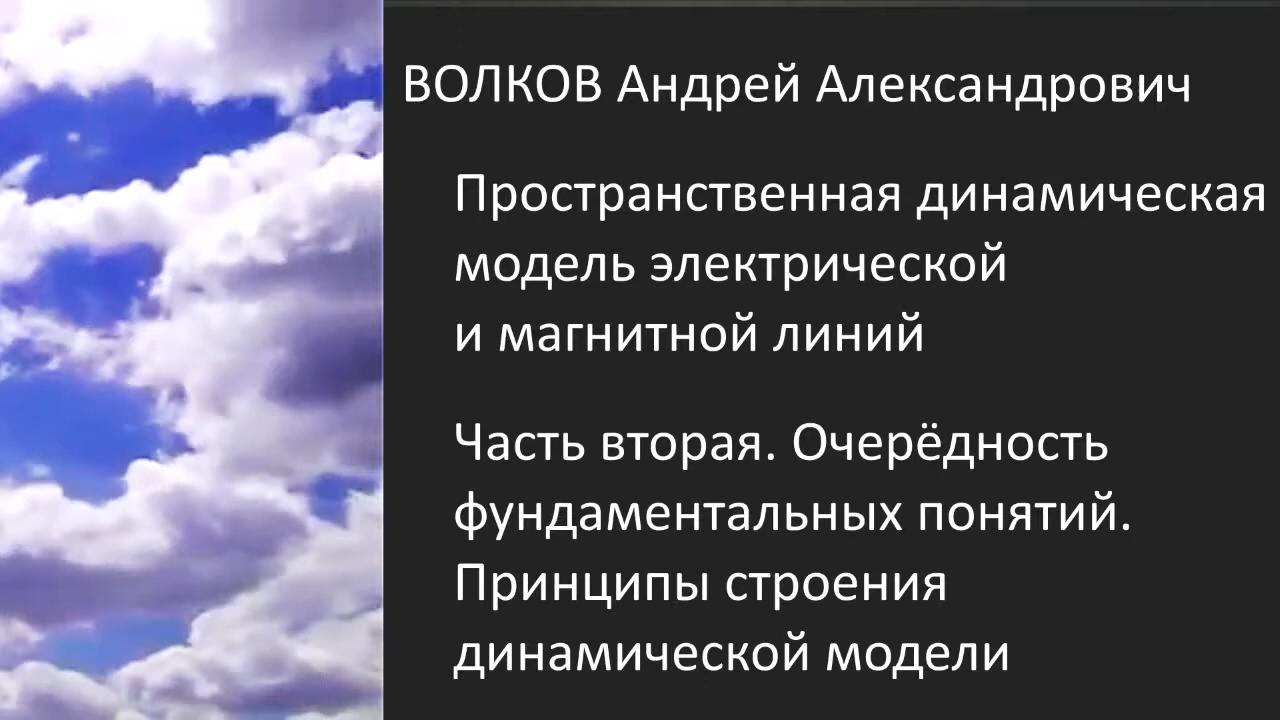 ВОЛКОВ Андрей Александрович
Пространственная динамическая
модель электрической
и магнитной линий
Часть вторая. Очерёдность
фундаментальных понятий.
Принципы строения
динамической модели